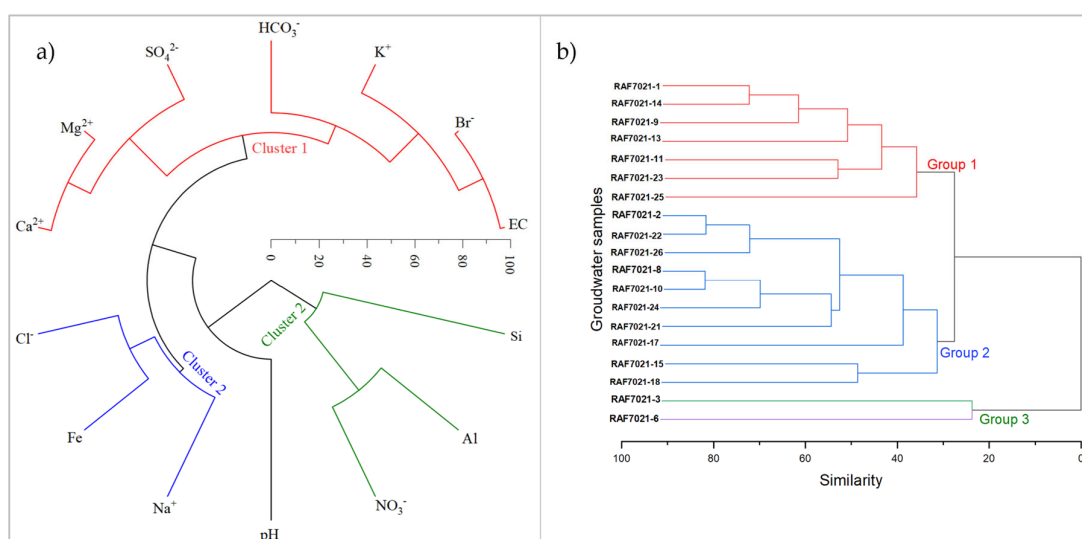 a)
HCO₃⁻
SO₄²⁻
K⁺
Mg²⁺
Br⁻
Cluster 1
Ca²⁺
EC
0 20 40 60 80 100
Cluster 2
Cl⁻
Si
Cluster 2
Fe
Al
Na⁺
NO₃⁻
pH
b)
Groudwater samples
RAF7021-1
RAF7021-14
RAF7021-9
RAF7021-13
RAF7021-11
RAF7021-23
RAF7021-25
RAF7021-2
RAF7021-22
RAF7021-26
RAF7021-8
RAF7021-10
RAF7021-24
RAF7021-21
RAF7021-17
RAF7021-15
RAF7021-18
RAF7021-3
RAF7021-6
Group 1
Group 2
Group 3
100 80 60 40 20 0
Similarity